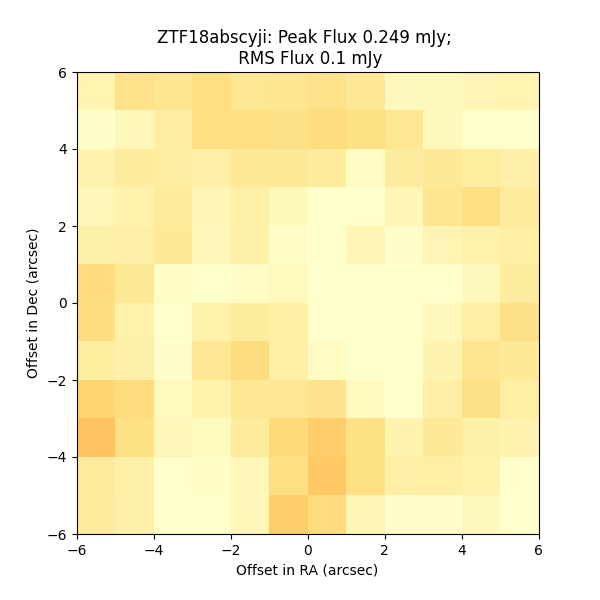 ZTF18abscyji: Peak Flux 0.249 mJy;
RMS Flux 0.1 mJy
6
4
2
0
−2
−4
−6
Offset in Dec (arcsec)
−6 −4 −2 0 2 4 6
Offset in RA (arcsec)